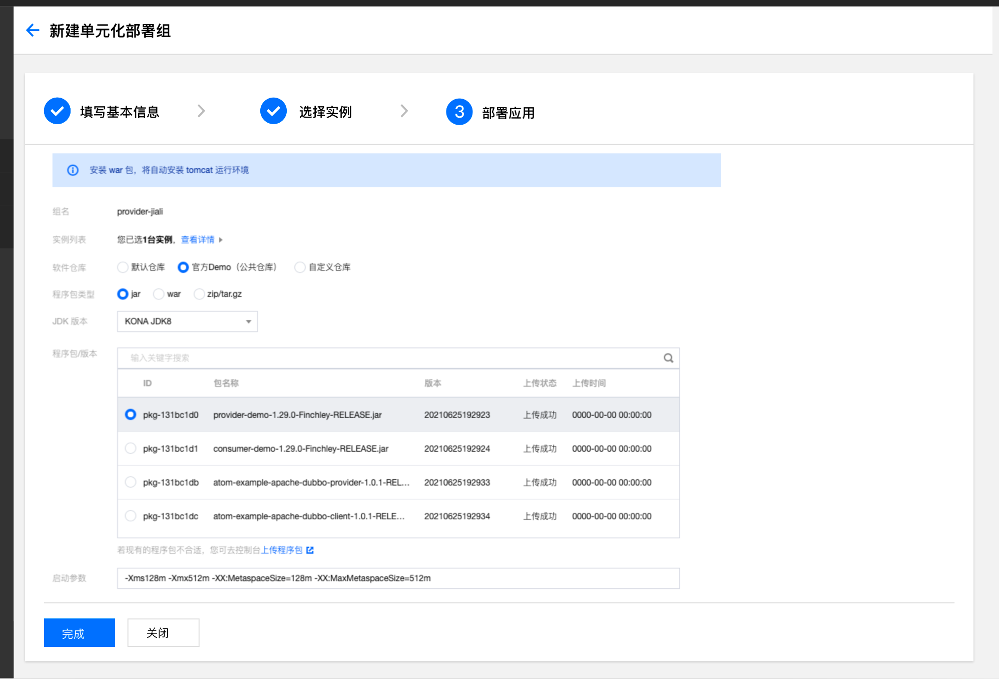 新建单元化部署组
填写基本信息
选择实例
3 部署应用
安装 war 包，将自动安装 tomcat 运行环境
组名 provider-jiali
实例列表 您已选1台实例，查看详情
软件仓库 默认仓库 官方Demo（公共仓库） 自定义仓库
程序包类型 jar war zip/tar.gz
JDK 版本 KONA JDK8
程序包/版本 输入关键字搜索
ID 包名称 版本 上传状态 上传时间
pkg-131bc1d0 provider-demo-1.29.0-Finchley-RELEASE.jar 20210625192923 上传成功 0000-00-00 00:00:00
pkg-131bc1d1 consumer-demo-1.29.0-Finchley-RELEASE.jar 20210625192924 上传成功 0000-00-00 00:00:00
pkg-131bc1db atom-example-apache-dubbo-provider-1.0.1-REL... 20210625192933 上传成功 0000-00-00 00:00:00
pkg-131bc1dc atom-example-apache-dubbo-client-1.0.1-RELE... 20210625192934 上传成功 0000-00-00 00:00:00
若现有的程序包不合适，您可去控制台上传程序包
启动参数 -Xms128m -Xmx512m -XX:MetaspaceSize=128m -XX:MaxMetaspaceSize=512m
完成 关闭